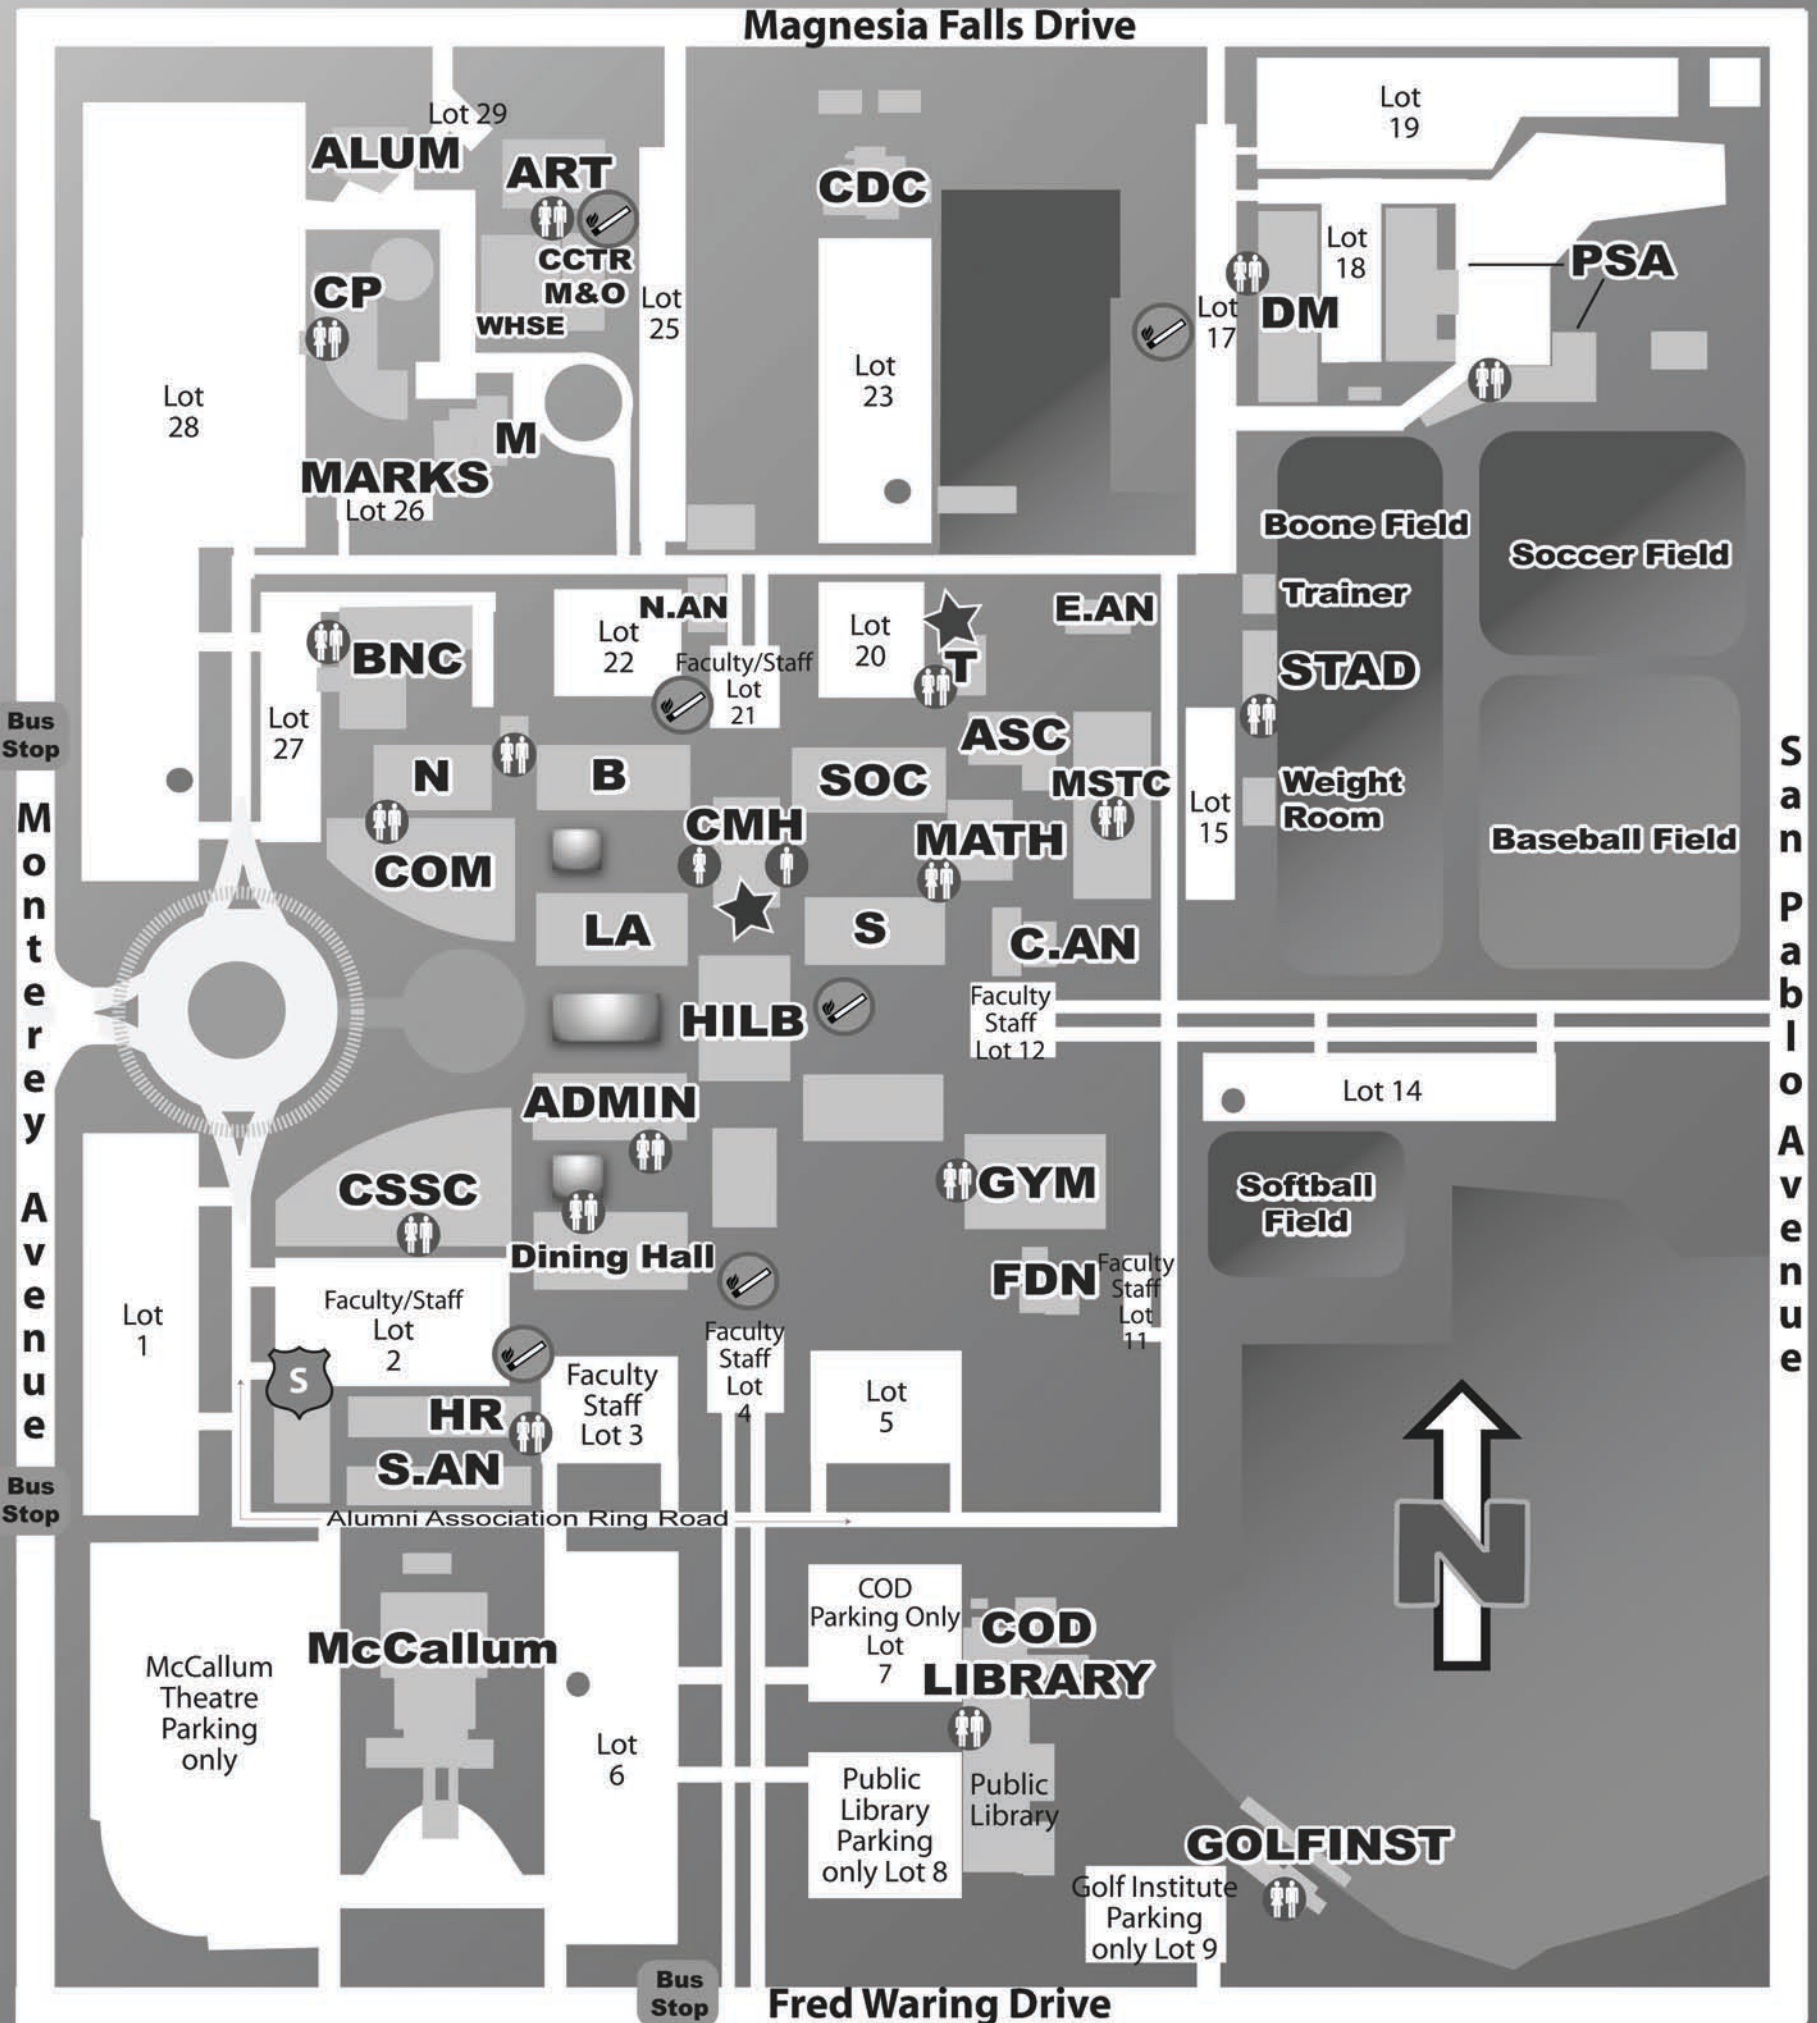 Magnesia Falls Drive
Lot 29
ALUM
ART
CDC
Lot
19
CCTR
M&O
WHSE
CP
Lot
25
Lot
18
PSA
Lot
17
DM
Lot
23
Lot
28
M
MARKS
Lot 26
Boone Field
Soccer Field
Trainer
N.AN
E.AN
Lot
22
Lot
20
BNC
Faculty/Staff
Lot
21
T
STAD
Lot
27
ASC
Bus
Stop
N
B
SOC
MSTC
Lot
15
Weight
Room
CMH
MATH
Baseball Field
COM
LA
S
C.AN
HILB
Faculty
Staff
Lot 12
Monterey Avenue
San Pablo Avenue
Lot 14
ADMIN
CSSC
GYM
Softball
Field
Dining Hall
FDN
Faculty
Staff
Lot
11
Lot
1
Faculty/Staff
Lot
2
S
Faculty
Staff
Lot 3
Faculty
Staff
Lot
4
Lot
5
HR
S.AN
Bus
Stop
Alumni Association Ring Road
N
COD
Parking Only
Lot
7
COD
LIBRARY
McCallum
McCallum
Theatre
Parking
only
Lot
6
Public
Library
Parking
only Lot 8
Public
Library
GOLFINST
Golf Institute
Parking
only Lot 9
Bus
Stop
Fred Waring Drive